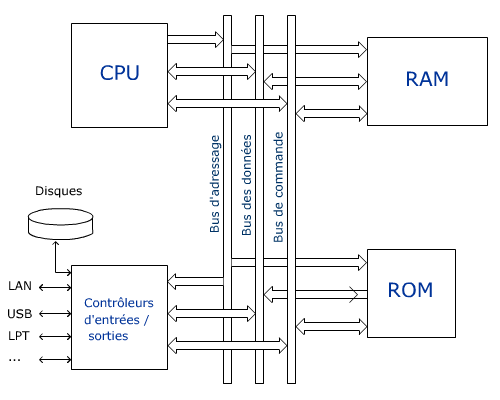 CPU
RAM
Bus d'adressage
Bus des données
Bus de commande
Disques
LAN
USB
LPT
...
Contrôleurs
d'entrées /
sorties
ROM